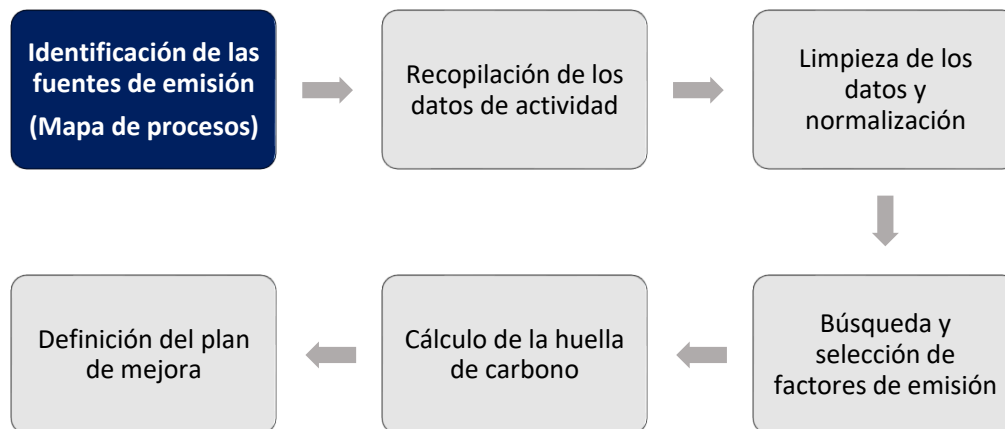 Identificación de las
fuentes de emisión
(Mapa de procesos)
Recopilación de los
datos de actividad
Limpieza de los
datos y
normalización
Búsqueda y
selección de
factores de emisión
Cálculo de la huella
de carbono
Definición del plan
de mejora